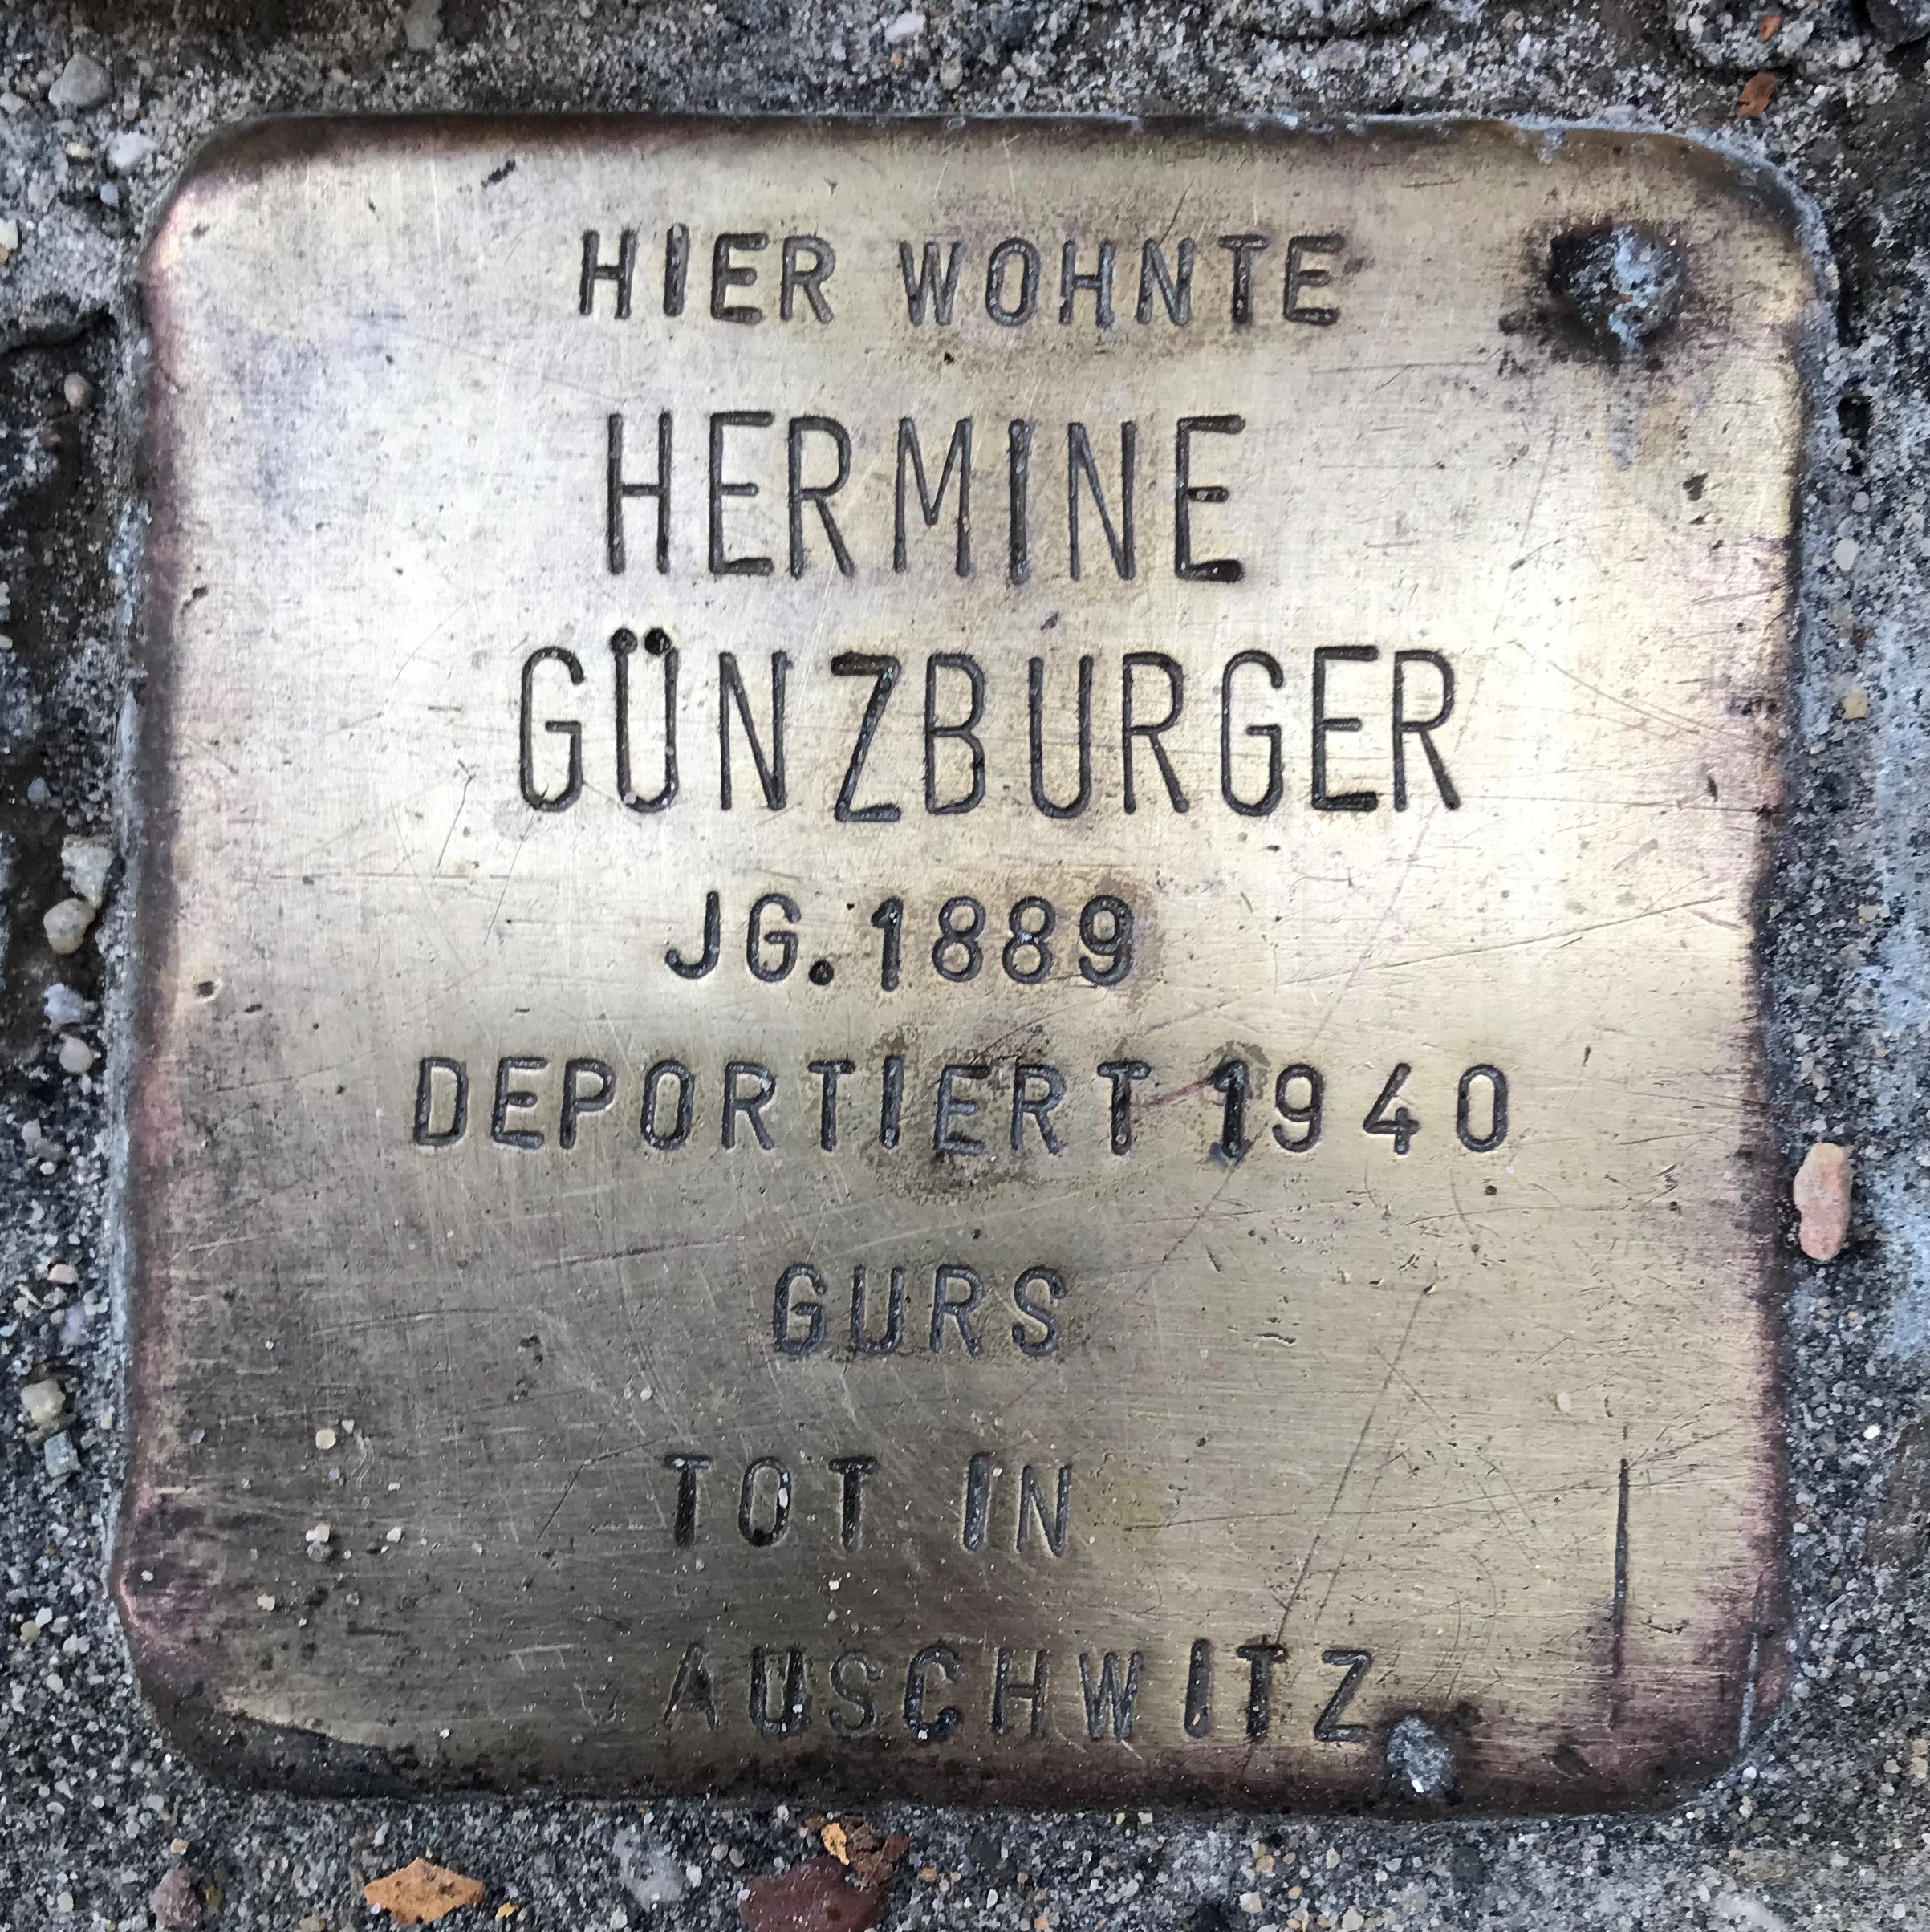 HIER WOHNTE
HERMINE
GÜNZBURGER
JG. 1889
DEPORTIERT 1940
GURS
TOT IN
AUSCHWITZ